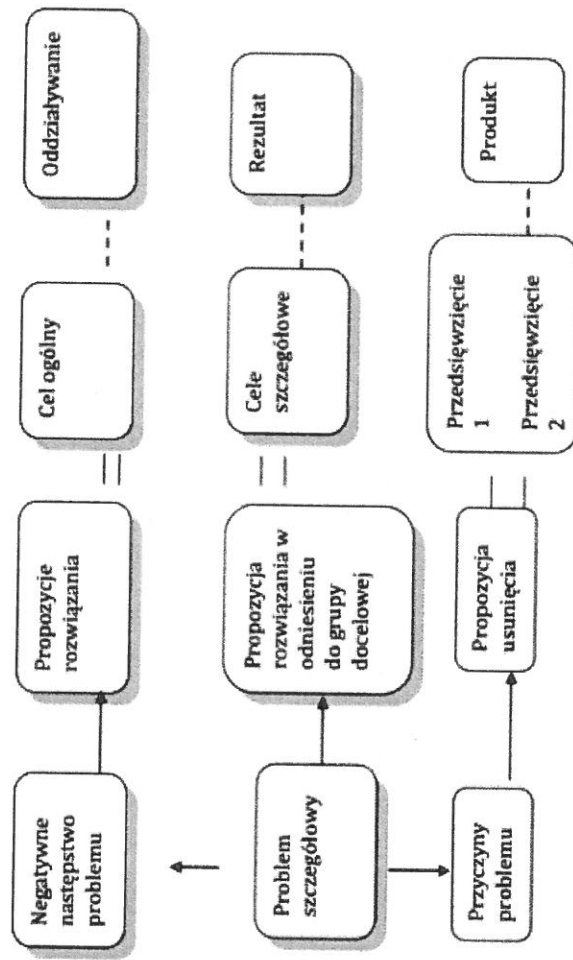 Negatywne
następstwo
problemu
Propozycje
rozwiązania
Cel ogólny
Oddziaływanie
Problem
szczegółowy
Propozycja
rozwiązania w
odniesieniu
do grupy
docelowej
Cele
szczegółowe
Rezultat
Przyczyny
problemu
Propozycja
usunięcia
Przedsięwzięcie
1
Przedsięwzięcie
2
Produkt